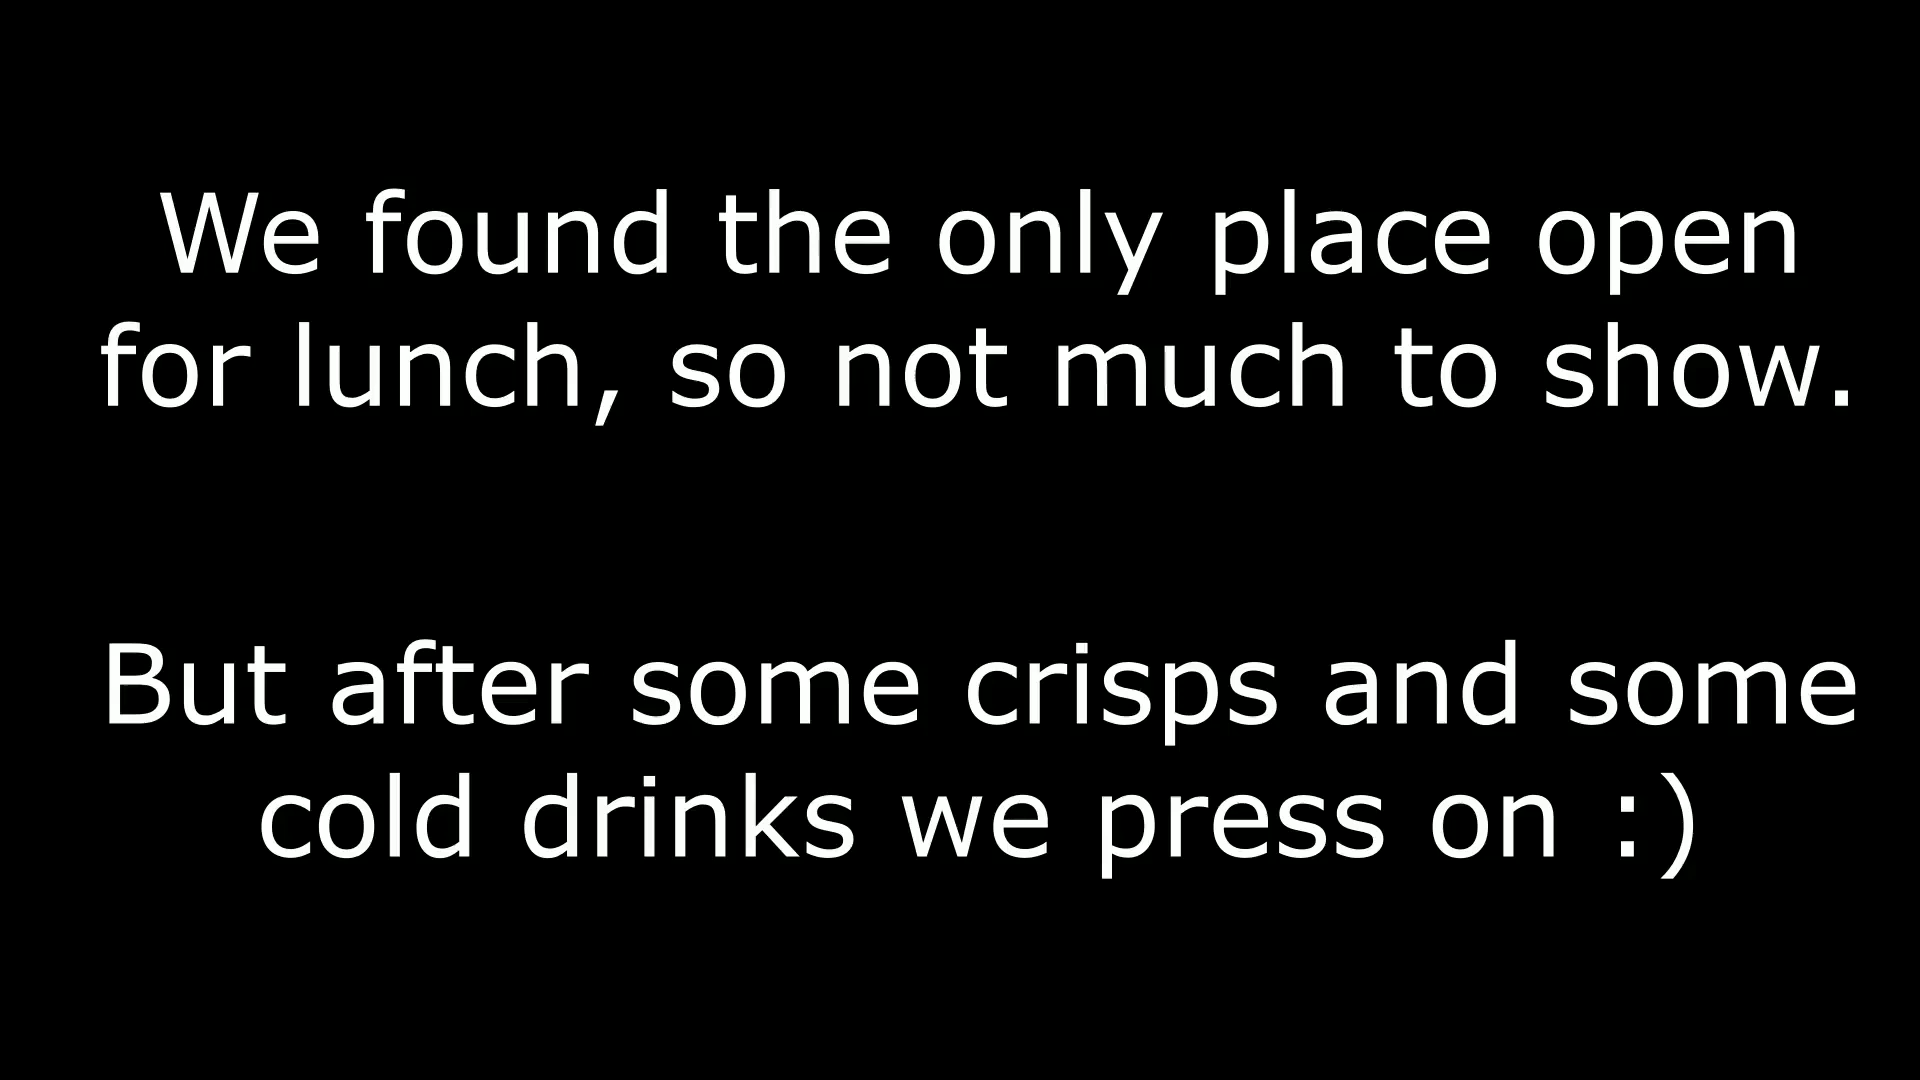 We found the only place open
for lunch, so not much to show.
But after some crisps and some
cold drinks we press on :)